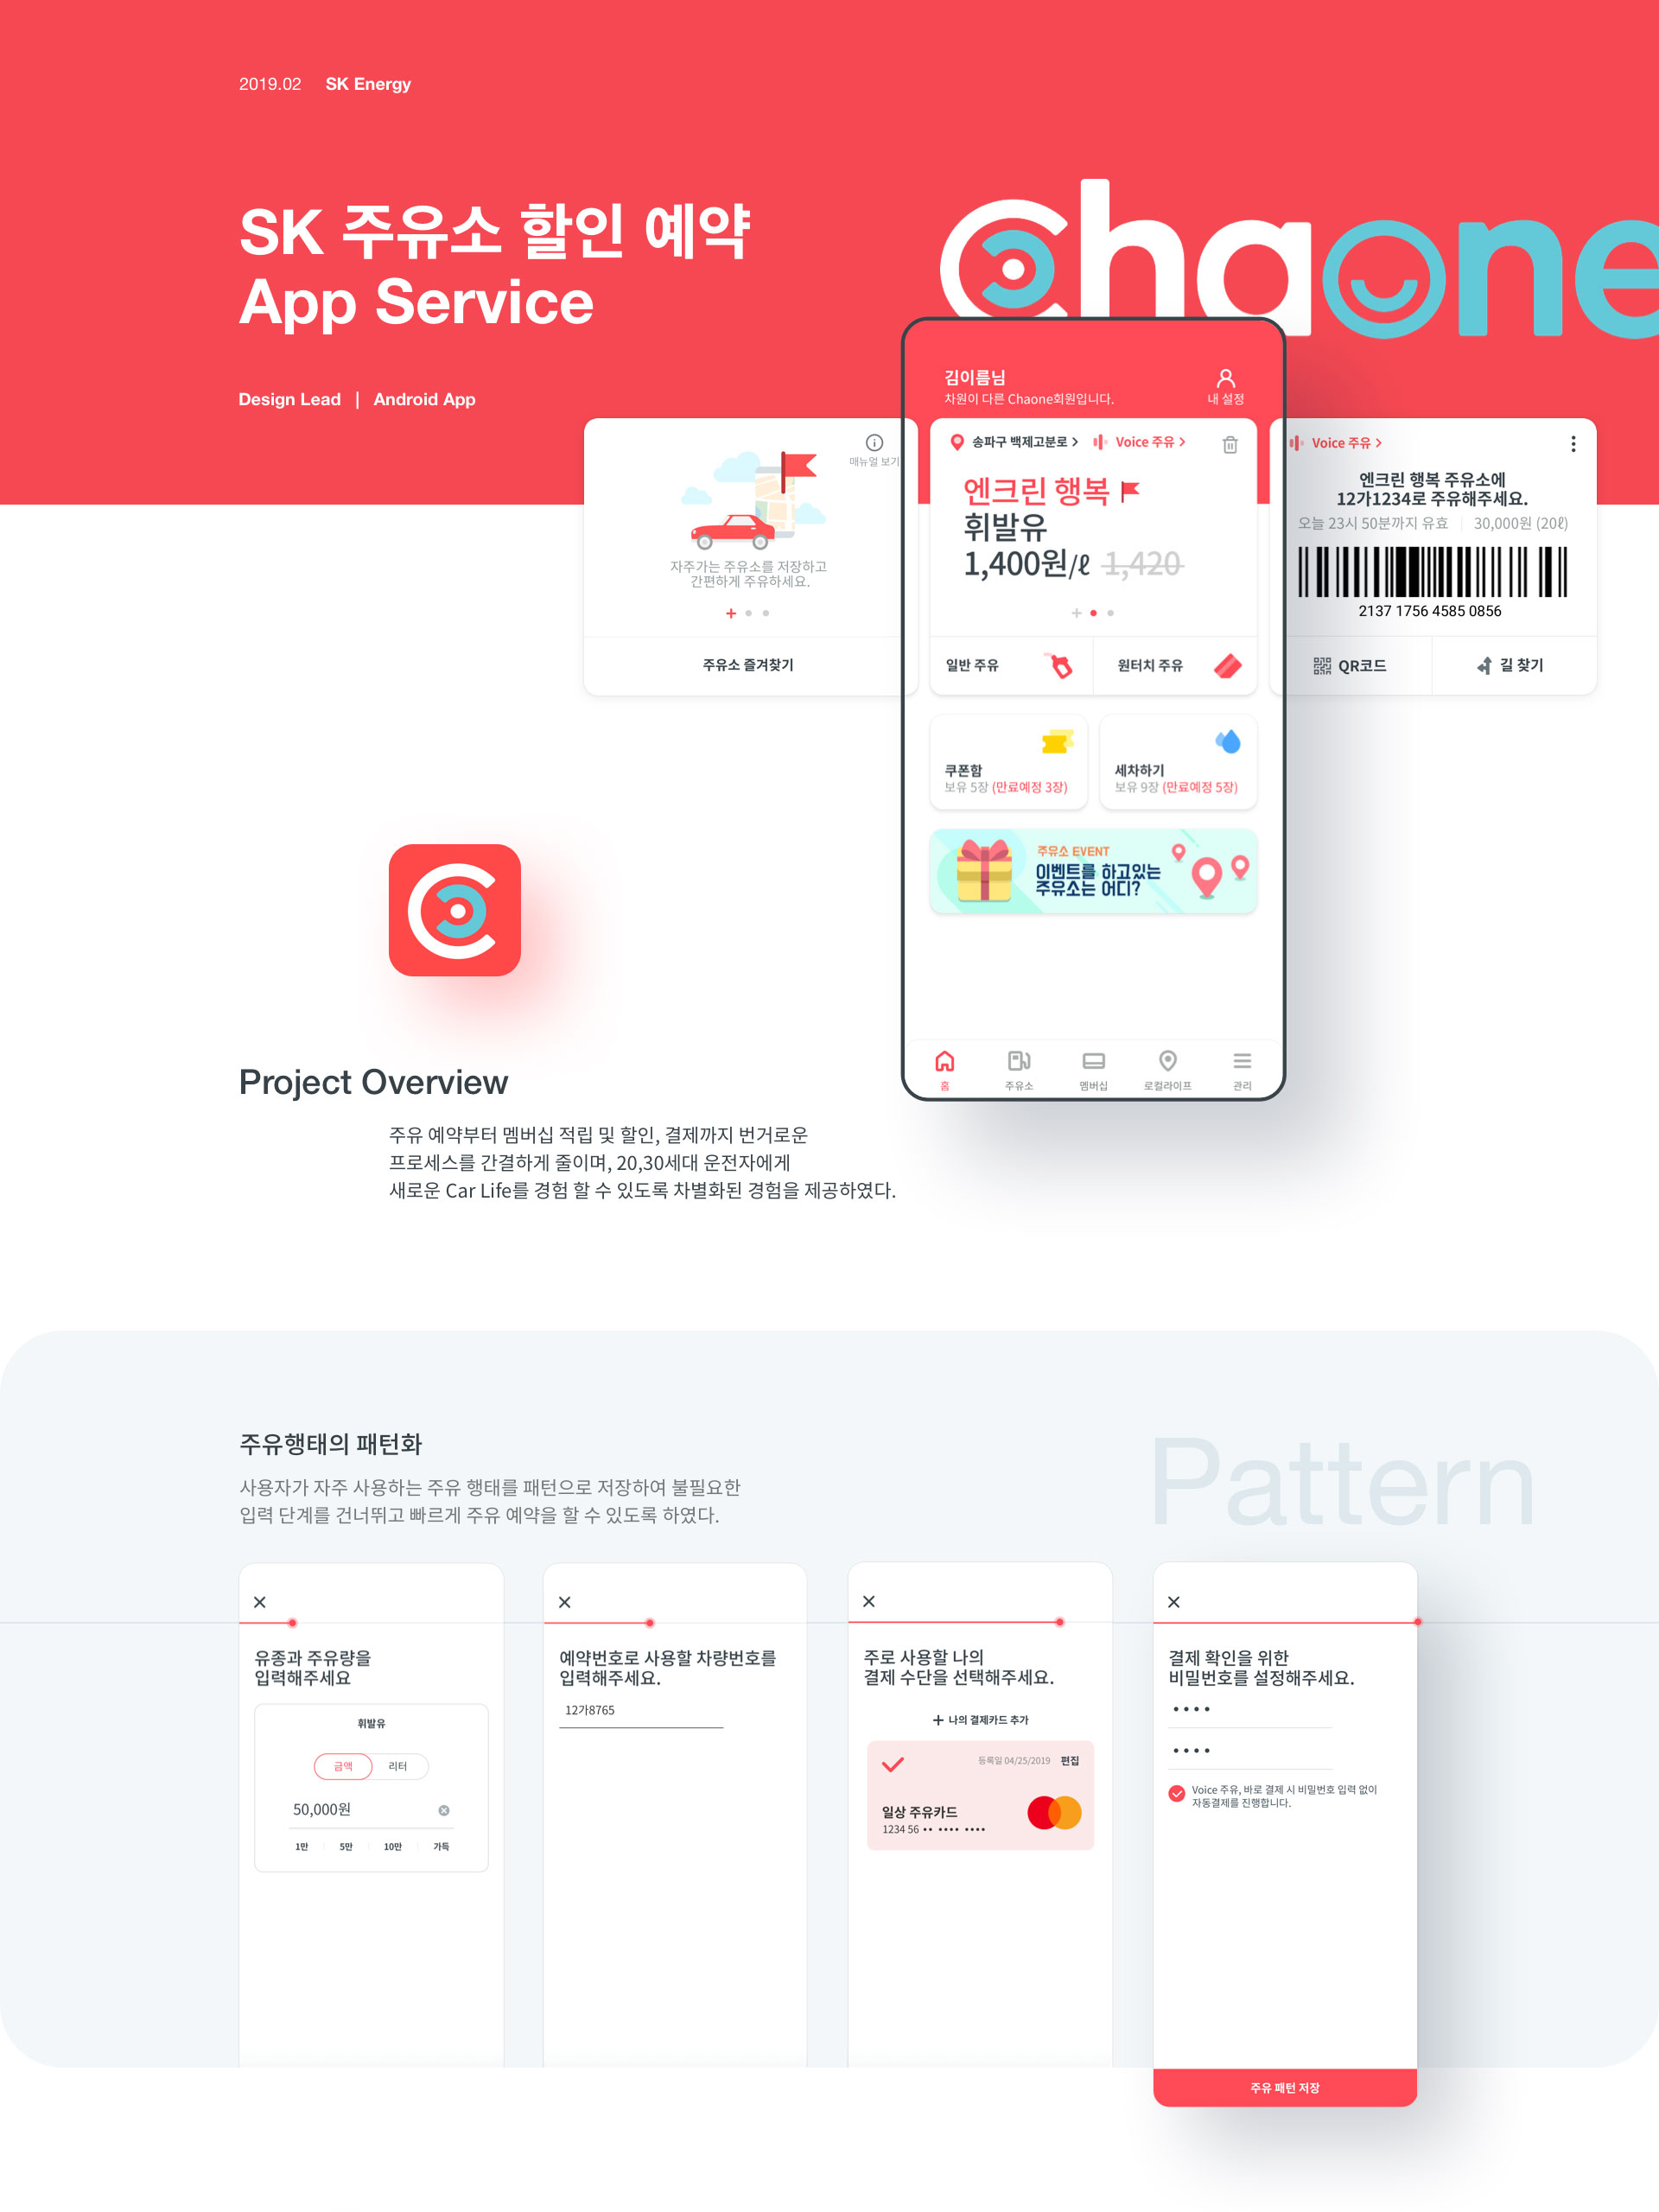 2019.02 SK Energy
SK 주유소 할인 예약
App Service
Design Lead | Android App
Chaone
김이름님
차원이 다른 Chaone회원입니다.
내 설정
매뉴얼 보기
자주가는 주유소를 저장하고
간편하게 주유하세요.
주유소 즐겨찾기
송파구 백제고분로 >
Voice 주유 >
엔크린 행복
휘발유
1,400원/ℓ 1,420
일반 주유
원터치 주유
Voice 주유 >
엔크린 행복 주유소에
12가1234로 주유해주세요.
오늘 23시 50분까지 유효 | 30,000원 (20ℓ)
2137 1756 4585 0856
QR코드
길 찾기
쿠폰함
보유 5장 (만료예정 3장)
세차하기
보유 9장 (만료예정 5장)
주유소 EVENT
이벤트를 하고있는
주유소는 어디?
홈
주유소
멤버십
로컬라이프
관리
Project Overview
주유 예약부터 멤버십 적립 및 할인, 결제까지 번거로운
프로세스를 간결하게 줄이며, 20,30세대 운전자에게
새로운 Car Life를 경험 할 수 있도록 차별화된 경험을 제공하였다.
주유행태의 패턴화
사용자가 자주 사용하는 주유 행태를 패턴으로 저장하여 불필요한
입력 단계를 건너뛰고 빠르게 주유 예약을 할 수 있도록 하였다.
Pattern
유종과 주유량을
입력해주세요
휘발유
금액
리터
50,000원
1만
5만
10만
가득
예약번호로 사용할 차량번호를
입력해주세요.
12가8765
주로 사용할 나의
결제 수단을 선택해주세요.
+ 나의 결제카드 추가
등록일 04/25/2019 편집
일상 주유카드
1234 56•• •••• ••••
결제 확인을 위한
비밀번호를 설정해주세요.
••••
••••
Voice 주유, 바로 결제 시 비밀번호 입력 없이
자동결제를 진행합니다.
주유 패턴 저장